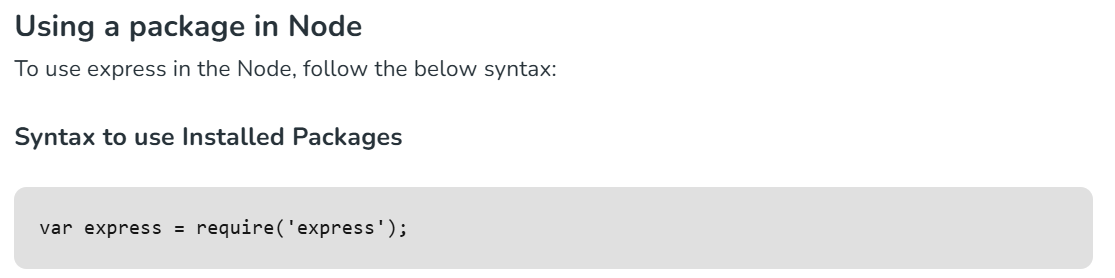 Using a package in Node
To use express in the Node, follow the below syntax:
Syntax to use Installed Packages
var express = require('express');